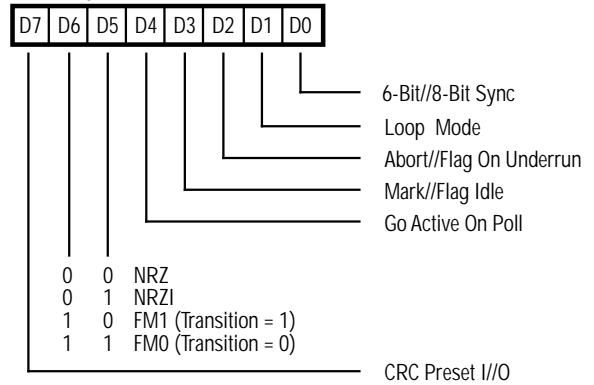 D7 D6 D5 D4 D3 D2 D1 D0
6-Bit//8-Bit Sync
Loop Mode
Abort//Flag On Underrun
Mark//Flag Idle
Go Active On Poll
0 0 NRZ
0 1 NRZI
1 0 FM1 (Transition = 1)
1 1 FM0 (Transition = 0)
CRC Preset I//O